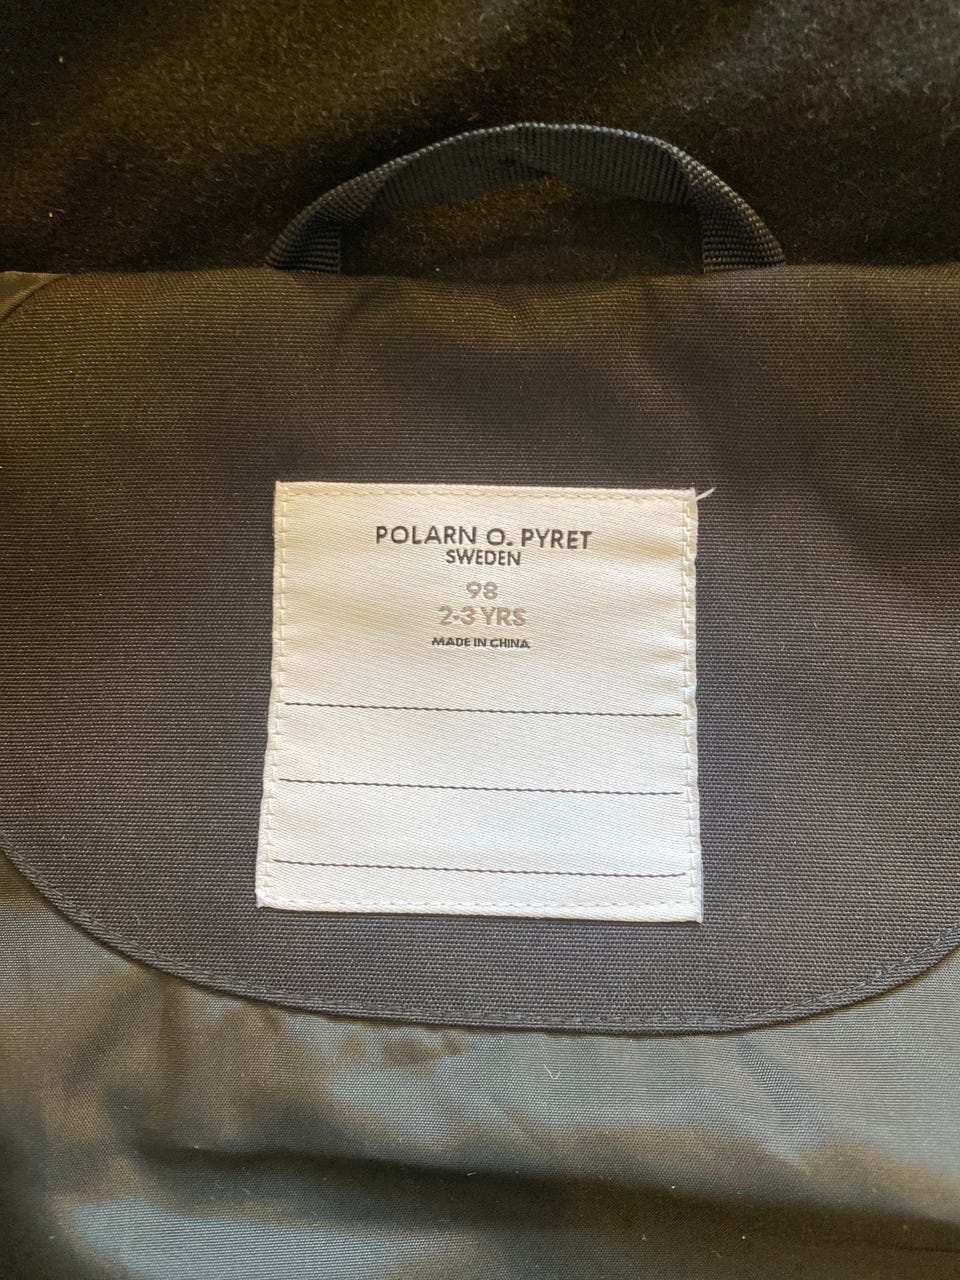 POLARN O. PYRET
SWEDEN
98
2-3 YRS
MADE IN CHINA